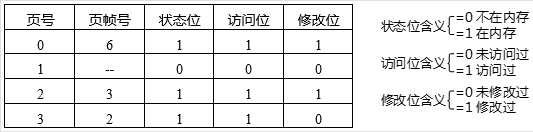 页号 页帧号 状态位 访问位 修改位
0 6 1 1 1
1 -- 0 0 0
2 3 1 1 1
3 2 1 1 0
状态位含义{=0 不在内存
=1 在内存
访问位含义{=0 未访问过
=1 访问过
修改位含义{=0 未修改过
=1 修改过